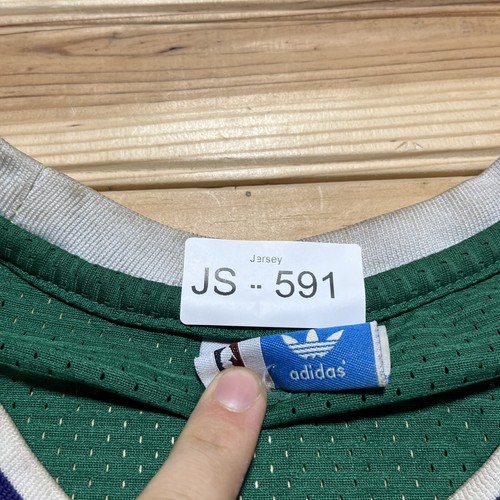 Jersey
JS -- 591
adidas